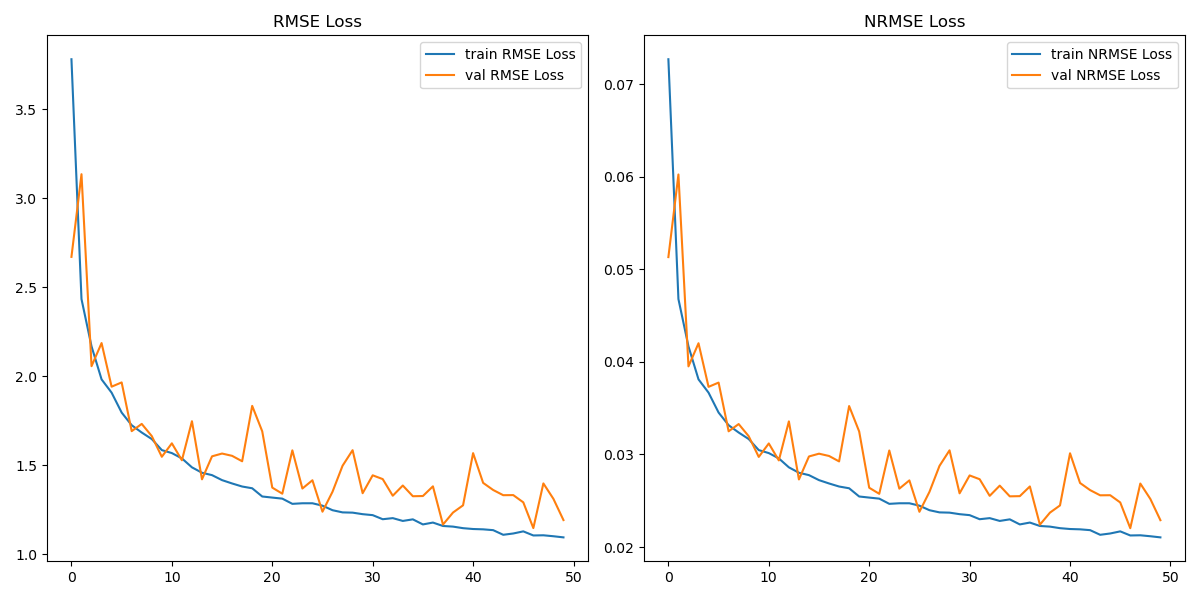 RMSE Loss
train RMSE Loss
val RMSE Loss
3.5
3.0
2.5
2.0
1.5
1.0
0 10 20 30 40 50
NRMSE Loss
train NRMSE Loss
val NRMSE Loss
0.07
0.06
0.05
0.04
0.03
0.02
0 10 20 30 40 50